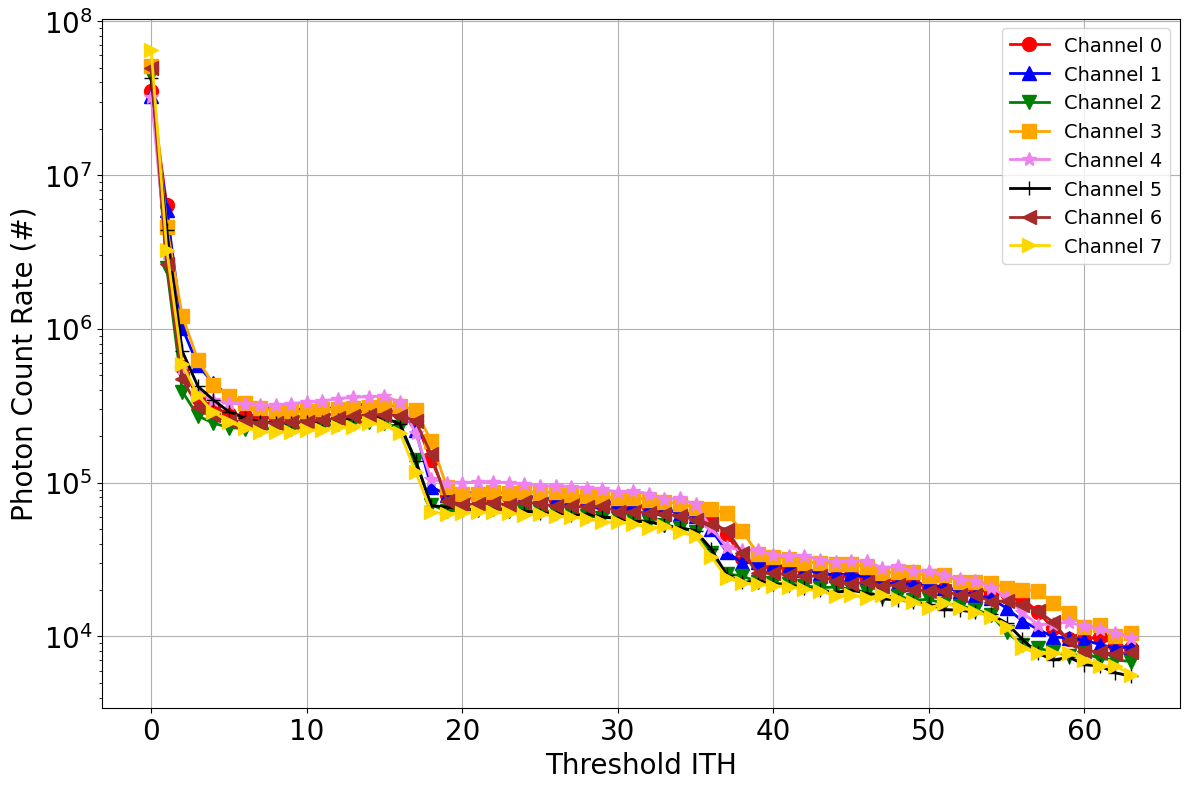 10^8
10^7
10^6
10^5
10^4
Photon Count Rate (#)
0 10 20 30 40 50 60
Threshold ITH
Channel 0
Channel 1
Channel 2
Channel 3
Channel 4
Channel 5
Channel 6
Channel 7